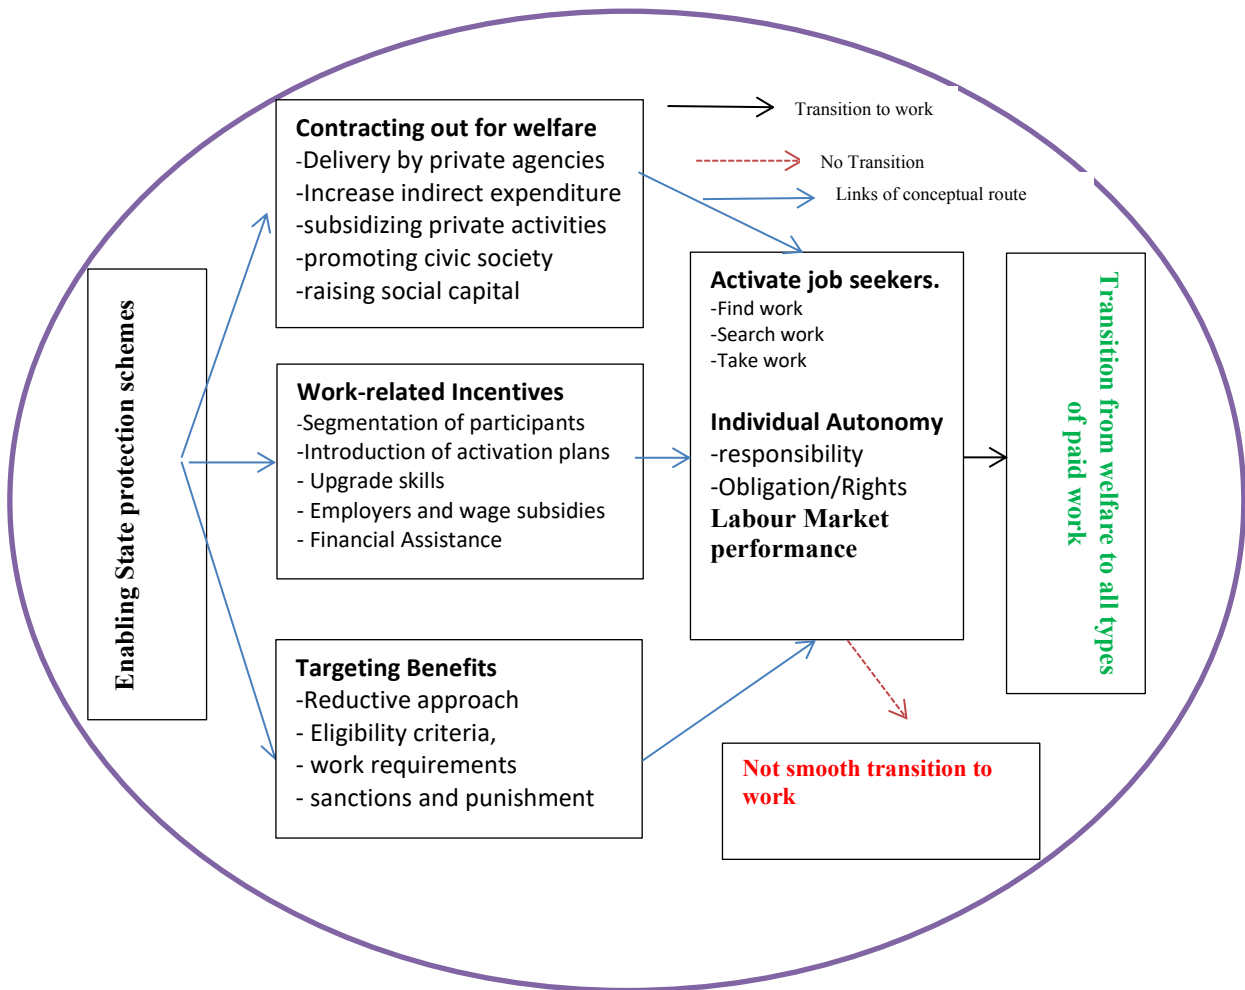 Transition to work
No Transition
Links of conceptual route
Enabling State protection schemes
Contracting out for welfare
-Delivery by private agencies
-Increase indirect expenditure
-subsidizing private activities
-promoting civic society
-raising social capital
Work-related Incentives
-Segmentation of participants
-Introduction of activation plans
- Upgrade skills
- Employers and wage subsidies
- Financial Assistance
Targeting Benefits
-Reductive approach
- Eligibility criteria,
- work requirements
- sanctions and punishment
Activate job seekers.
-Find work
-Search work
-Take work
Individual Autonomy
-responsibility
-Obligation/Rights
Labour Market
performance
Transition from welfare to all types
of paid work
Not smooth transition to
work